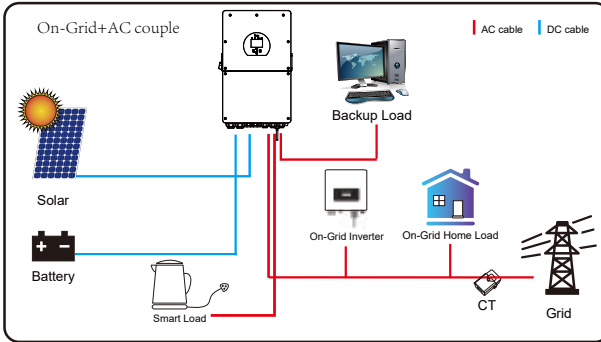 On-Grid+AC couple
AC cable
DC cable
Backup Load
Solar
On-Grid Inverter
On-Grid Home Load
Battery
Smart Load
CT
Grid